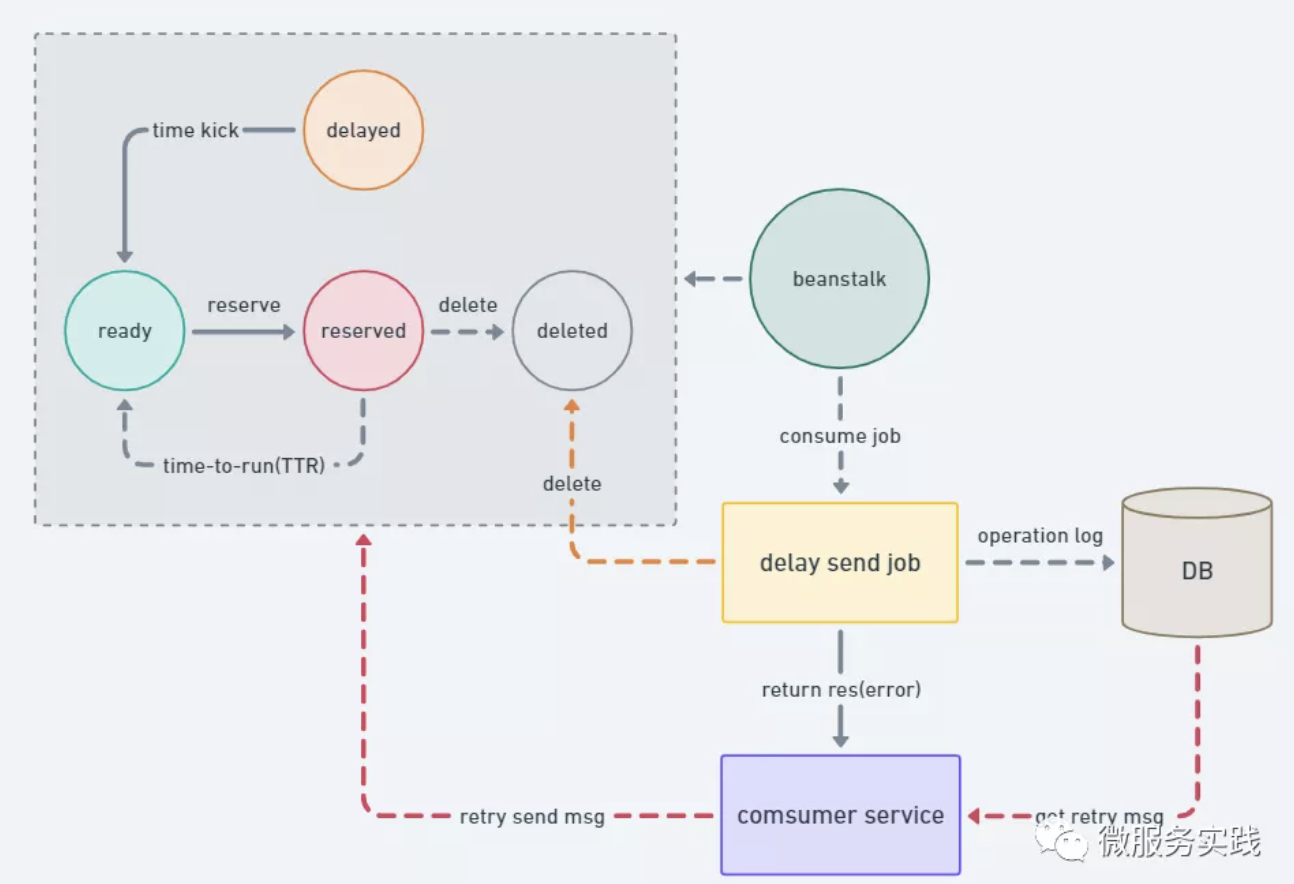 time kick
delayed
beanstalk
reserve
delete
ready
reserved
deleted
consume job
time-to-run(TTR)
delete
operation log
delay send job
DB
return res(error)
comsumer service
retry send msg
get retry msg
微服务实践